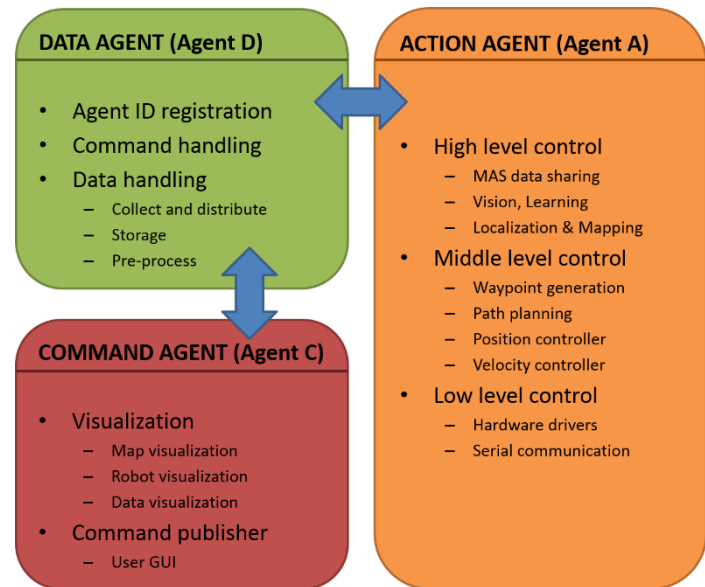 DATA AGENT (Agent D)
• Agent ID registration
• Command handling
• Data handling
– Collect and distribute
– Storage
– Pre-process
COMMAND AGENT (Agent C)
• Visualization
– Map visualization
– Robot visualization
– Data visualization
• Command publisher
– User GUI
ACTION AGENT (Agent A)
• High level control
– MAS data sharing
– Vision, Learning
– Localization & Mapping
• Middle level control
– Waypoint generation
– Path planning
– Position controller
– Velocity controller
• Low level control
– Hardware drivers
– Serial communication